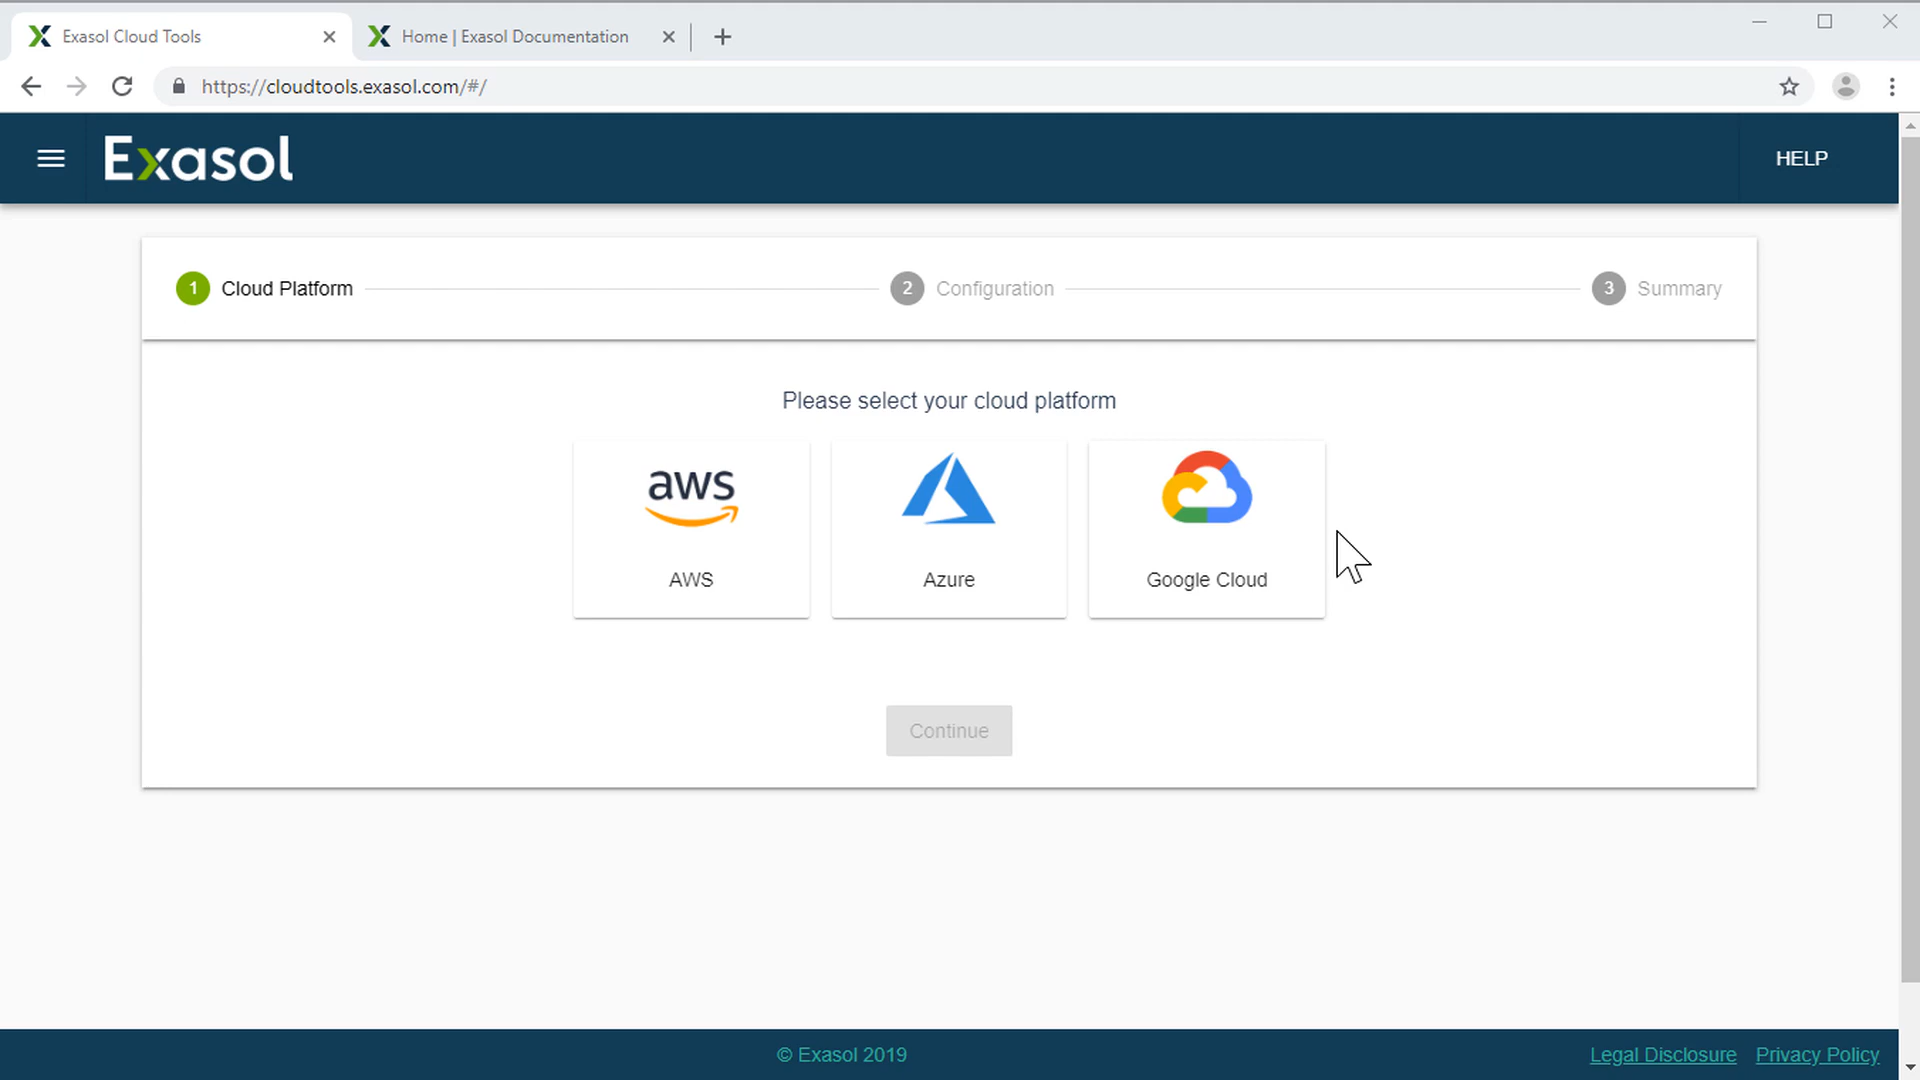 Exasol Cloud Tools
Home | Exasol Documentation
https://cloudtools.exasol.com/#/
Exasol
HELP
1 Cloud Platform
2 Configuration
3 Summary
Please select your cloud platform
aws
AWS
Azure
Google Cloud
Continue
© Exasol 2019
Legal Disclosure
Privacy Policy